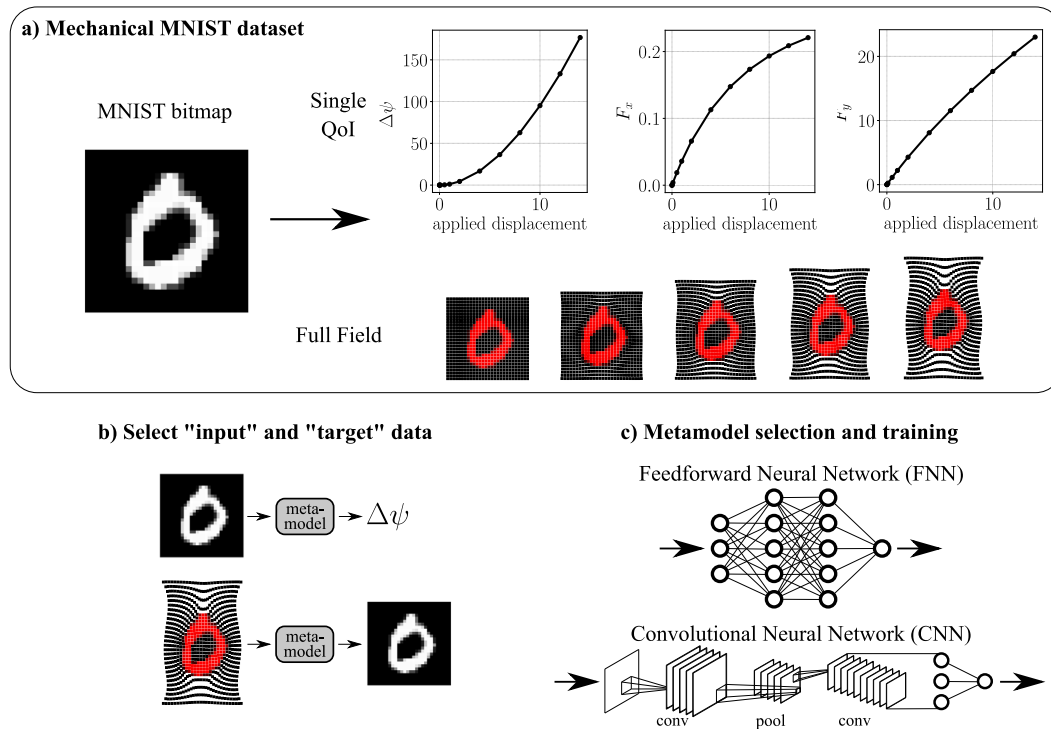 a) Mechanical MNIST dataset
MNIST bitmap
Single
QoI
Δψ
150
100
50
0
0
10
applied displacement
F_x
0.2
0.1
0.0
0
10
applied displacement
F_y
20
10
0
0
10
applied displacement
Full Field
b) Select "input" and "target" data
meta-
model
Δψ
meta-
model
c) Metamodel selection and training
Feedforward Neural Network (FNN)
Convolutional Neural Network (CNN)
conv
pool
conv